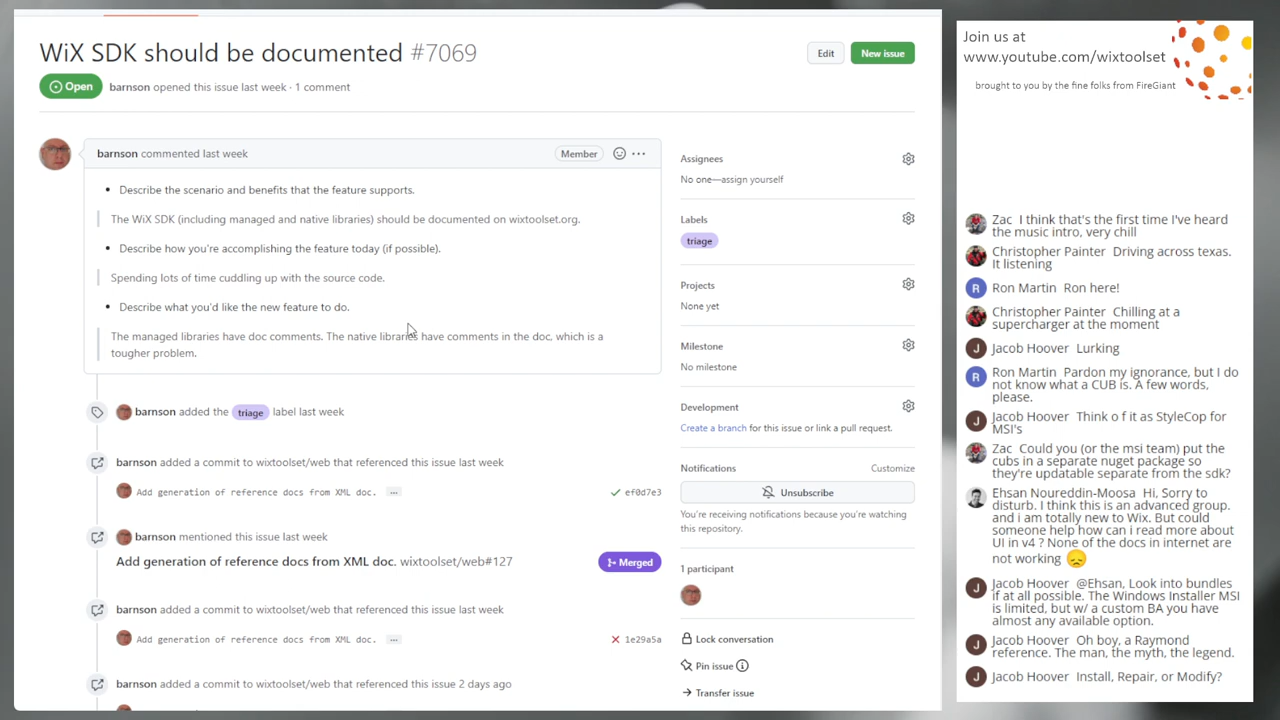 WiX SDK should be documented #7069
Edit
New issue
Open
barnson opened this issue last week · 1 comment
barnson commented last week
Member
• Describe the scenario and benefits that the feature supports.
The WiX SDK (including managed and native libraries) should be documented on wixtoolset.org.
• Describe how you're accomplishing the feature today (if possible).
Spending lots of time cuddling up with the source code.
• Describe what you'd like the new feature to do.
The managed libraries have doc comments. The native libraries have comments in the doc, which is a
tougher problem.
barnson added the triage label last week
barnson added a commit to wixtoolset/web that referenced this issue last week
Add generation of reference docs from XML doc. ...
ef0d7e3
barnson mentioned this issue last week
Add generation of reference docs from XML doc. wixtoolset/web#127
Merged
barnson added a commit to wixtoolset/web that referenced this issue last week
Add generation of reference docs from XML doc. ...
1e29a5a
barnson added a commit to wixtoolset/web that referenced this issue 2 days ago
Assignees
No one—assign yourself
Labels
triage
Projects
None yet
Milestone
No milestone
Development
Create a branch for this issue or link a pull request.
Notifications
Customize
Unsubscribe
You're receiving notifications because you're watching
this repository.
1 participant
Lock conversation
Pin issue
Transfer issue
Join us at
www.youtube.com/wixtoolset
brought to you by the fine folks from FireGiant
Zac I think that's the first time I've heard
the music intro, very chill
Christopher Painter Driving across texas.
It listening
R
Ron Martin Ron here!
Christopher Painter Chilling at a
supercharger at the moment
J
Jacob Hoover Lurking
R
Ron Martin Pardon my ignorance, but I do
not know what a CUB is. A few words,
please.
J
Jacob Hoover Think o f it as StyleCop for
MSI's
Zac Could you (or the msi team) put the
cubs in a separate nuget package so
they're updatable separate from the sdk?
Ehsan Noureddin-Moosa Hi, Sorry to
disturb. I think this is an advanced group.
and i am totally new to Wix. But could
someone help how can i read more about
UI in v4 ? None of the docs in internet are
not working 😞
J
Jacob Hoover @Ehsan, Look into bundles
if at all possible. The Windows Installer MSI
is limited, but w/ a custom BA you have
almost any available option.
J
Jacob Hoover Oh boy, a Raymond
reference. The man, the myth, the legend.
J
Jacob Hoover Install, Repair, or Modify?